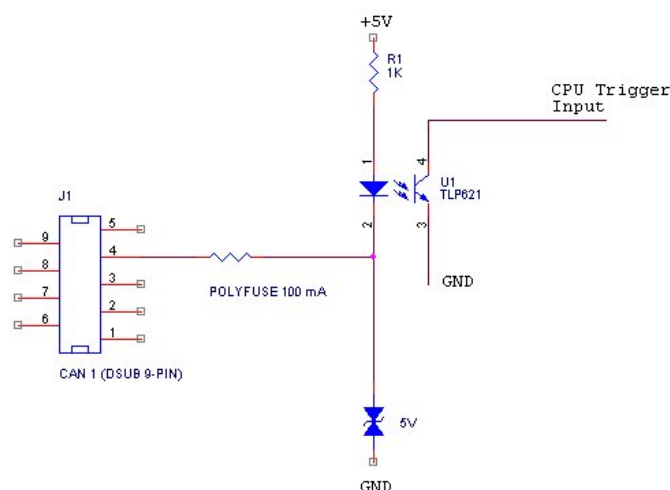 +5V
R1
1K
CPU Trigger
Input
1
4
U1
TLP621
2
3
GND
J1
5
9
4
8
3
7
2
6
1
POLYFUSE 100 mA
CAN 1 (DSUB 9-PIN)
5V
GND